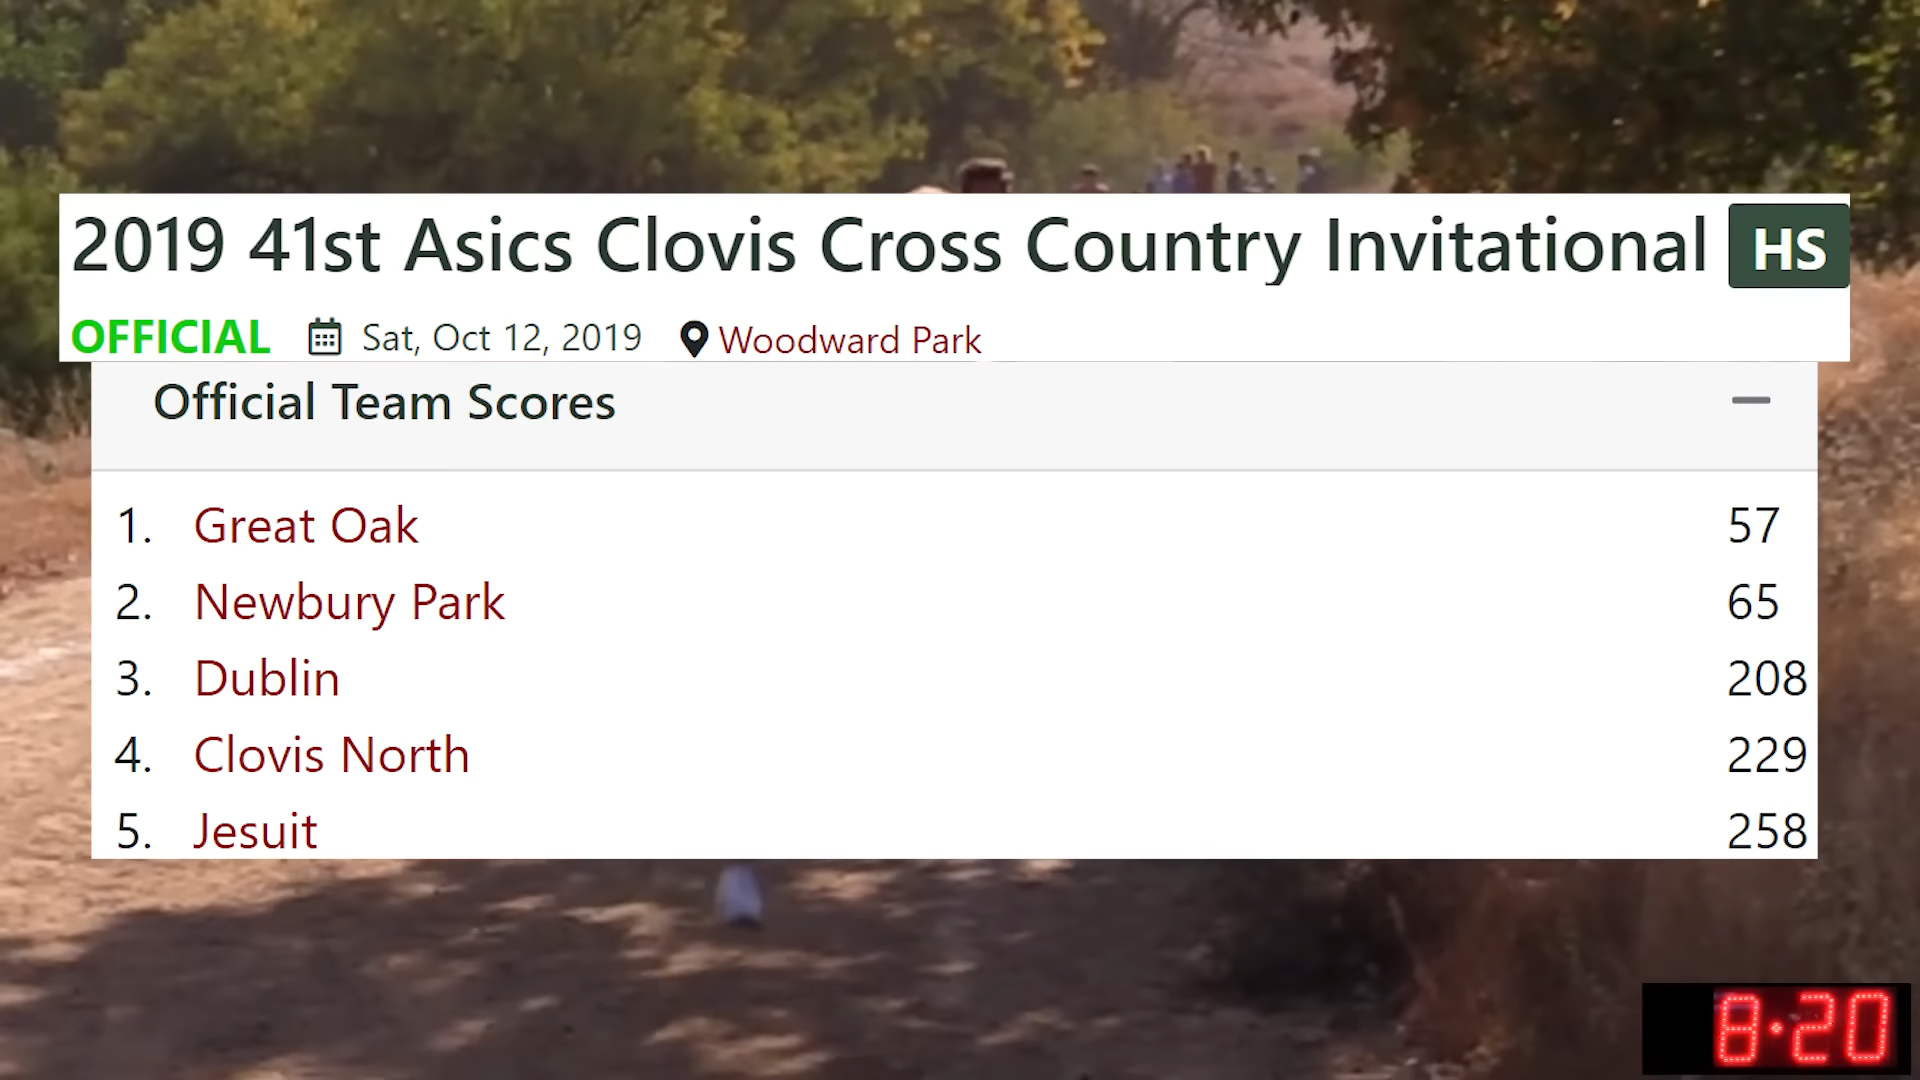 2019 41st Asics Clovis Cross Country Invitational HS
OFFICIAL Sat, Oct 12, 2019 Woodward Park
Official Team Scores
1. Great Oak 57
2. Newbury Park 65
3. Dublin 208
4. Clovis North 229
5. Jesuit 258
8:20